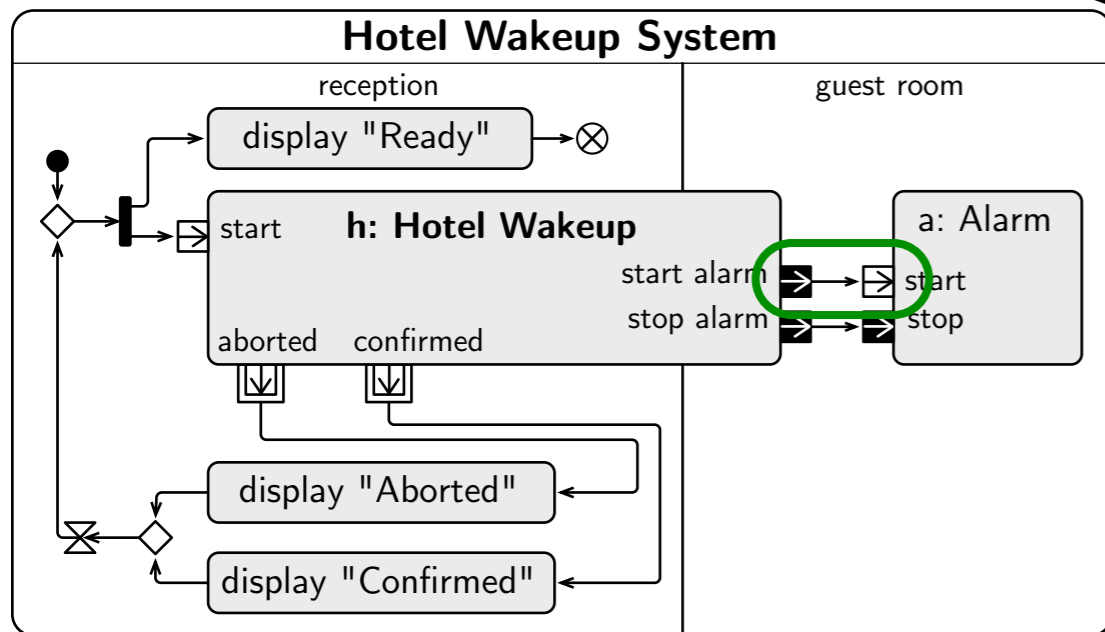 Hotel Wakeup System
reception
guest room
display "Ready"
start
h: Hotel Wakeup
a: Alarm
start alarm
start
stop alarm
stop
aborted
confirmed
display "Aborted"
display "Confirmed"